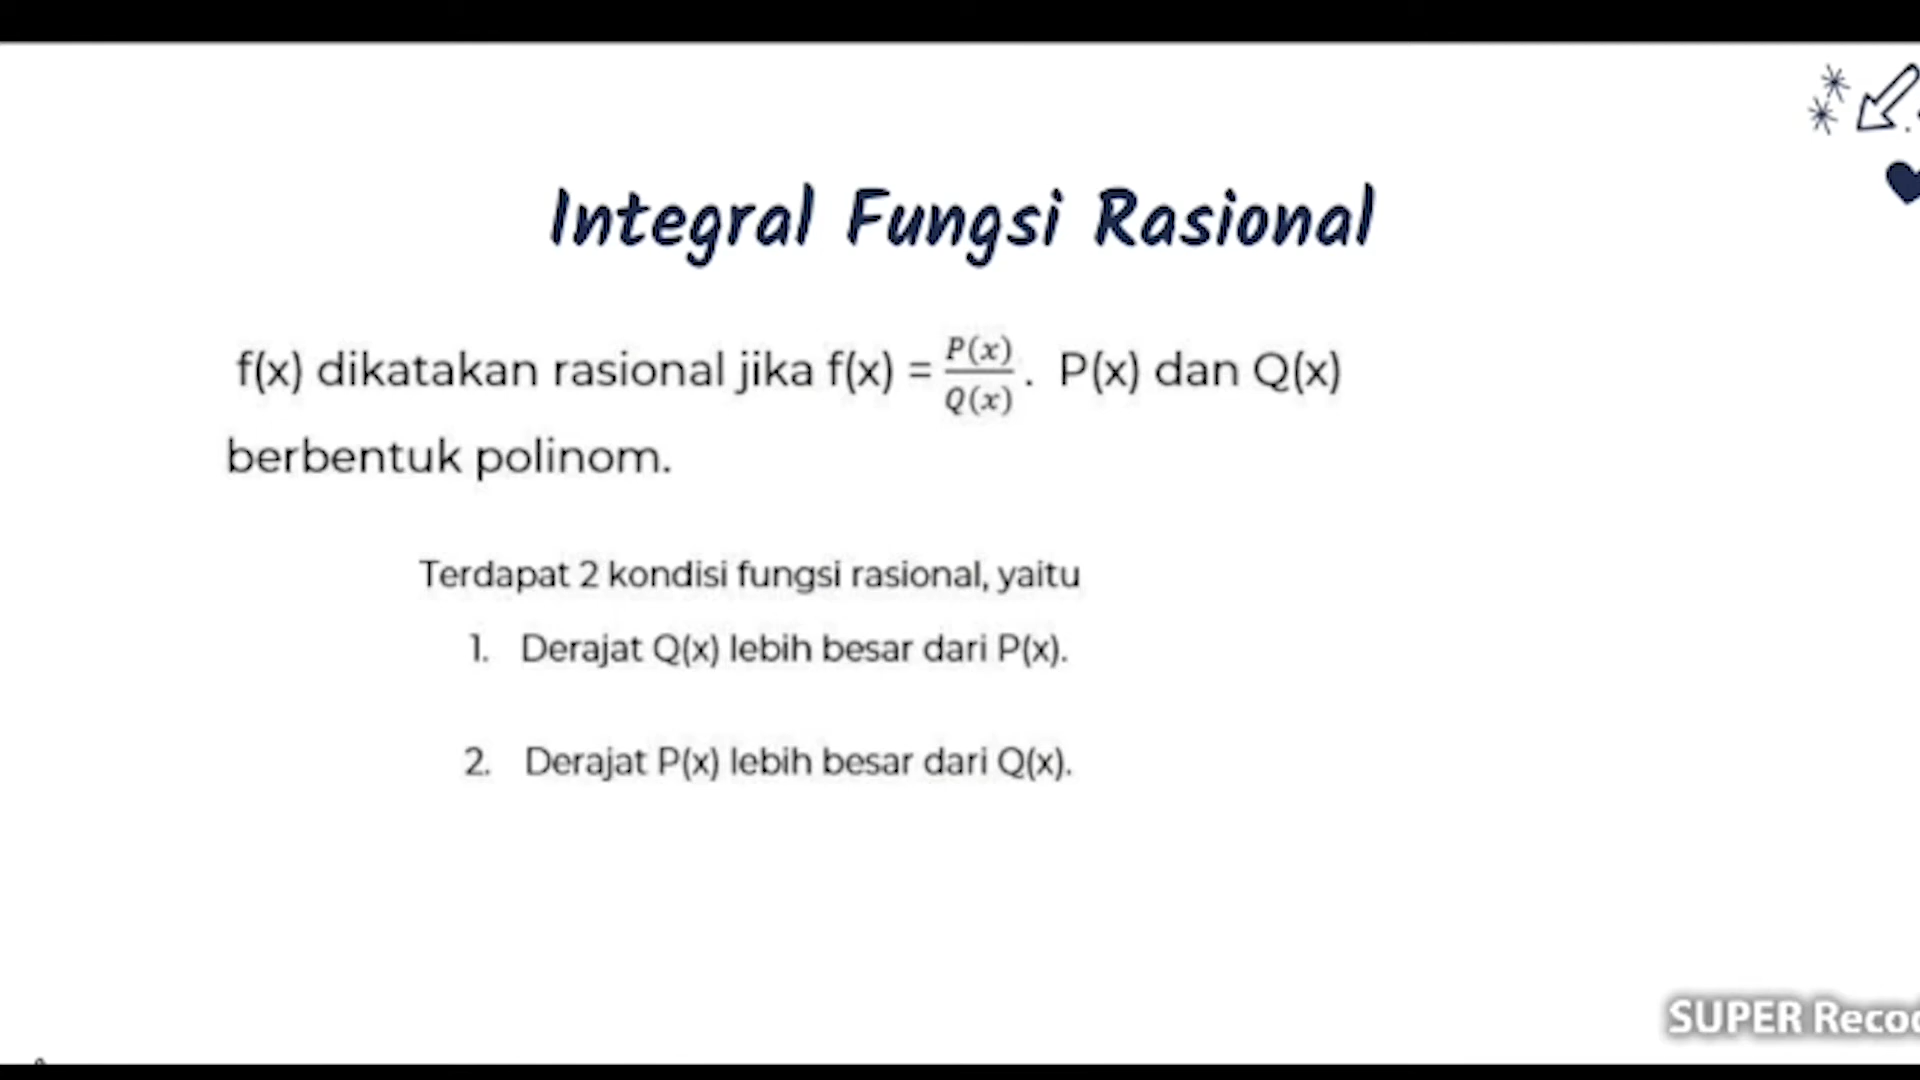 Integral Fungsi Rasional
f(x) dikatakan rasional jika f(x) = P(x)/Q(x). P(x) dan Q(x)
berbentuk polinom.
Terdapat 2 kondisi fungsi rasional, yaitu
1. Derajat Q(x) lebih besar dari P(x).
2. Derajat P(x) lebih besar dari Q(x).
SUPER